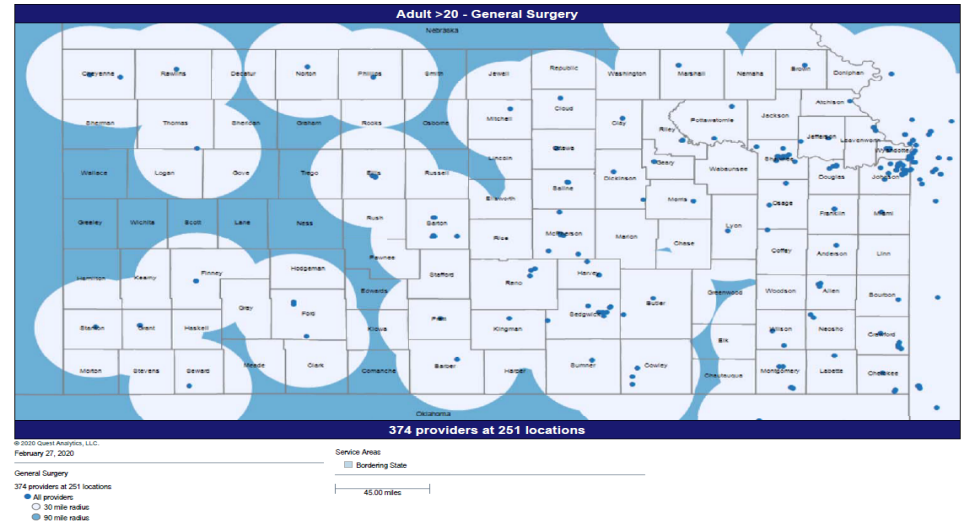 Adult >20 - General Surgery
Nebraska
Cheyenne Rawlins Decatur Norton Phillips Smith Jewell Republic Washington Marshall Nemaha Brown Doniphan
Sherman Thomas Sheridan Graham Rooks Osborne Mitchell Cloud Clay Riley Pottawatomie Jackson Atchison
Jefferson Leavenworth Wyandotte
Wallace Logan Gove Trego Ellis Russell Lincoln Ottawa Dickinson Geary Wabaunsee Shawnee Douglas Johnson
Saline Ellsworth Morris Osage Franklin Miami
Greeley Wichita Scott Lane Ness Rush Barton Rice McPherson Marion Chase Lyon Coffey Anderson Linn
Hamilton Kearny Finney Hodgeman Pawnee Stafford Reno Harvey
Gray Ford Edwards Sedgwick Butler Greenwood Woodson Allen Bourbon
Stanton Grant Haskell Kiowa Pratt Kingman Elk Wilson Neosho Crawford
Morton Stevens Seward Meade Clark Comanche Barber Harper Sumner Cowley Chautauqua Montgomery Labette Cherokee
Oklahoma
374 providers at 251 locations
© 2020 Quest Analytics, LLC.
February 27, 2020
General Surgery
374 providers at 251 locations
All providers
30 mile radius
90 mile radius
Service Areas
Bordering State
45.00 miles